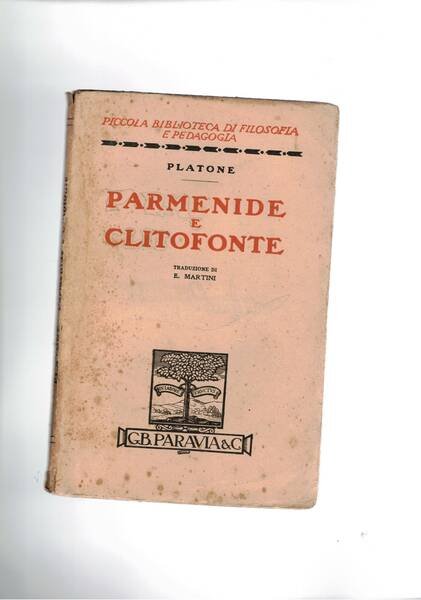 PICCOLA BIBLIOTECA DI FILOSOFIA
E PEDAGOGIA
PLATONE
PARMENIDE
E
CLITOFONTE
TRADUZIONE DI
E. MARTINI
G.B. PARAVIA & C.